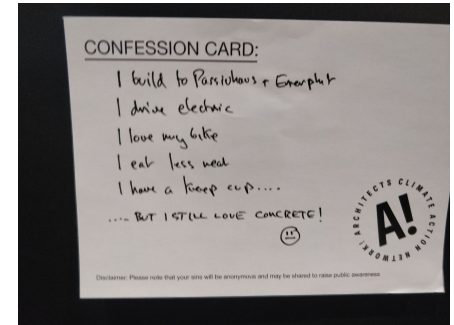 CONFESSION CARD:
I build to Passivhaus + Enerphit
I drive electric
I love my bike
I eat less meat
I have a keep cup....
.... BUT I STILL LOVE CONCRETE!
ARCHITECTS CLIMATE ACTION NETWORK!
A!
Disclaimer: Please note that your sins will be anonymous and may be shared to raise public awareness